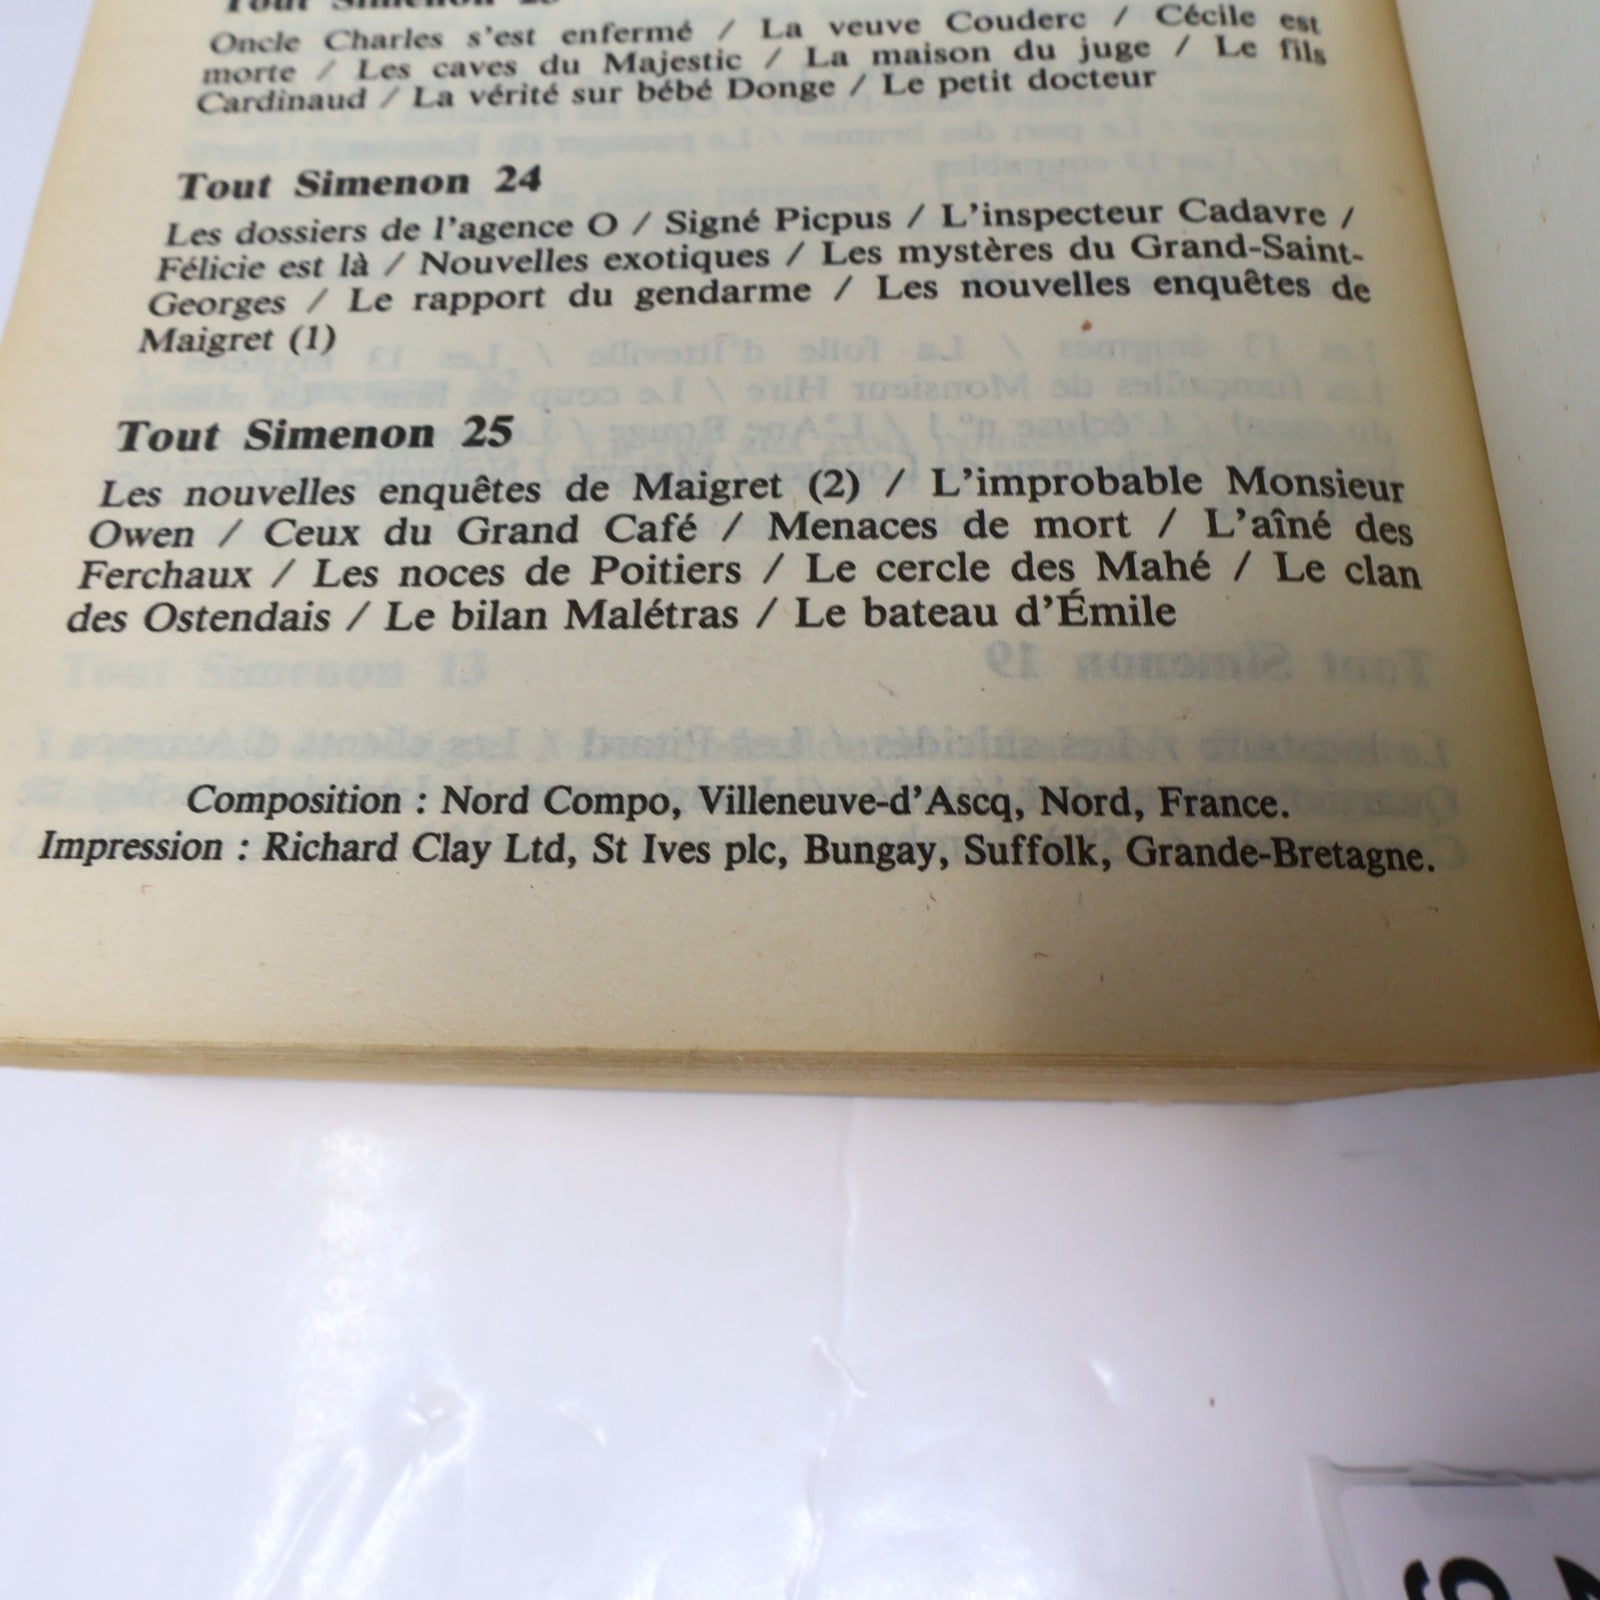 Tout Simenon 23
Oncle Charles s'est enfermé / La veuve Couderc / Cécile est
morte / Les caves du Majestic / La maison du juge / Le fils
Cardinaud / La vérité sur bébé Donge / Le petit docteur
Tout Simenon 24
Les dossiers de l'agence O / Signé Picpus / L'inspecteur Cadavre /
Félicie est là / Nouvelles exotiques / Les mystères du Grand-Saint-
Georges / Le rapport du gendarme / Les nouvelles enquêtes de
Maigret (1)
Tout Simenon 25
Les nouvelles enquêtes de Maigret (2) / L'improbable Monsieur
Owen / Ceux du Grand Café / Menaces de mort / L'aîné des
Ferchaux / Les noces de Poitiers / Le cercle des Mahé / Le clan
des Ostendais / Le bilan Malétras / Le bateau d'Émile
Composition : Nord Compo, Villeneuve-d'Ascq, Nord, France.
Impression : Richard Clay Ltd, St Ives plc, Bungay, Suffolk, Grande-Bretagne.